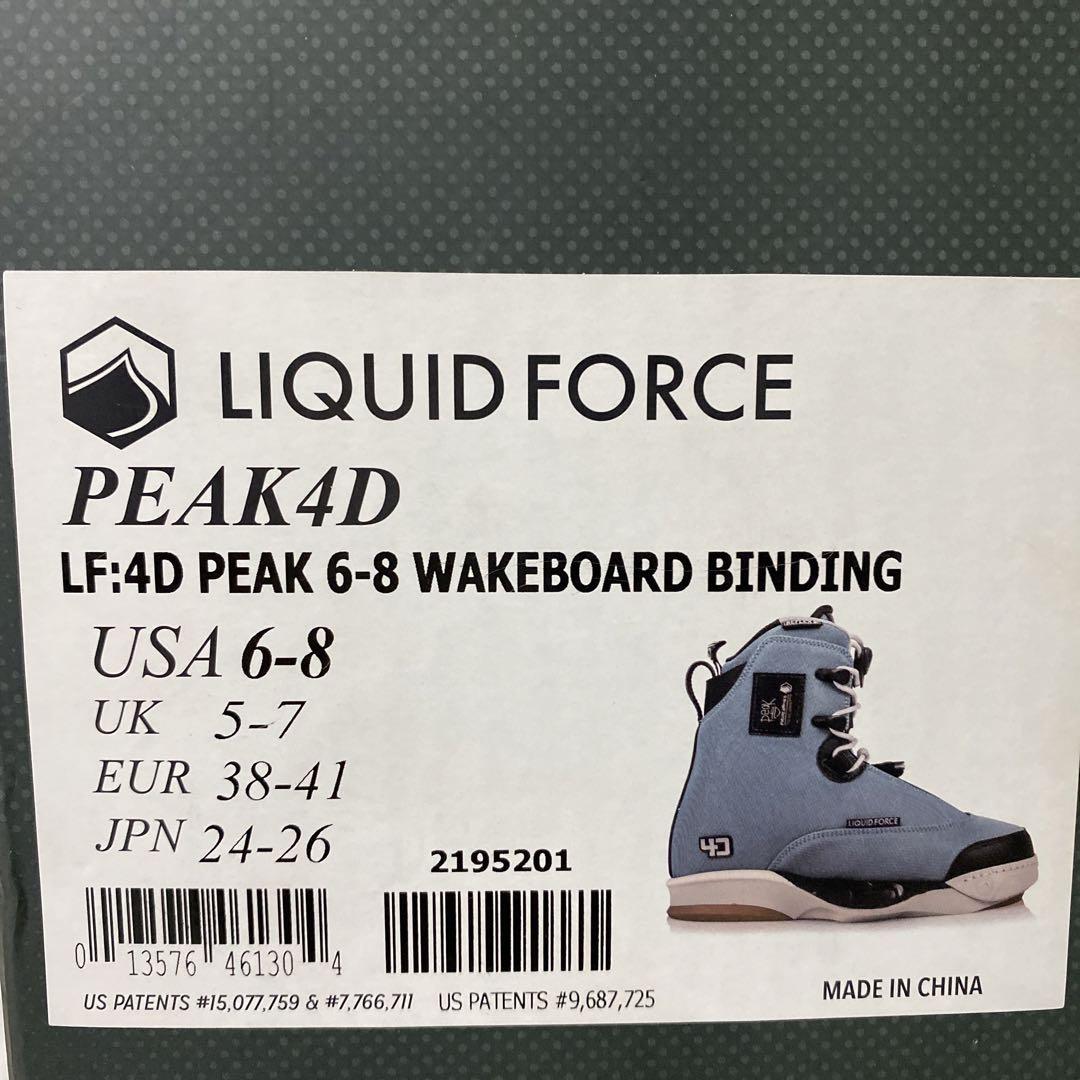 LIQUID FORCE
PEAK4D
LF:4D PEAK 6-8 WAKEBOARD BINDING
USA 6-8
UK 5-7
EUR 38-41
JPN 24-26
2195201
peak
LIQUID FORCE
4D
0 13576 46130 4
US PATENTS #15,077,759 & #7,766,711 US PATENTS #9,687,725
MADE IN CHINA